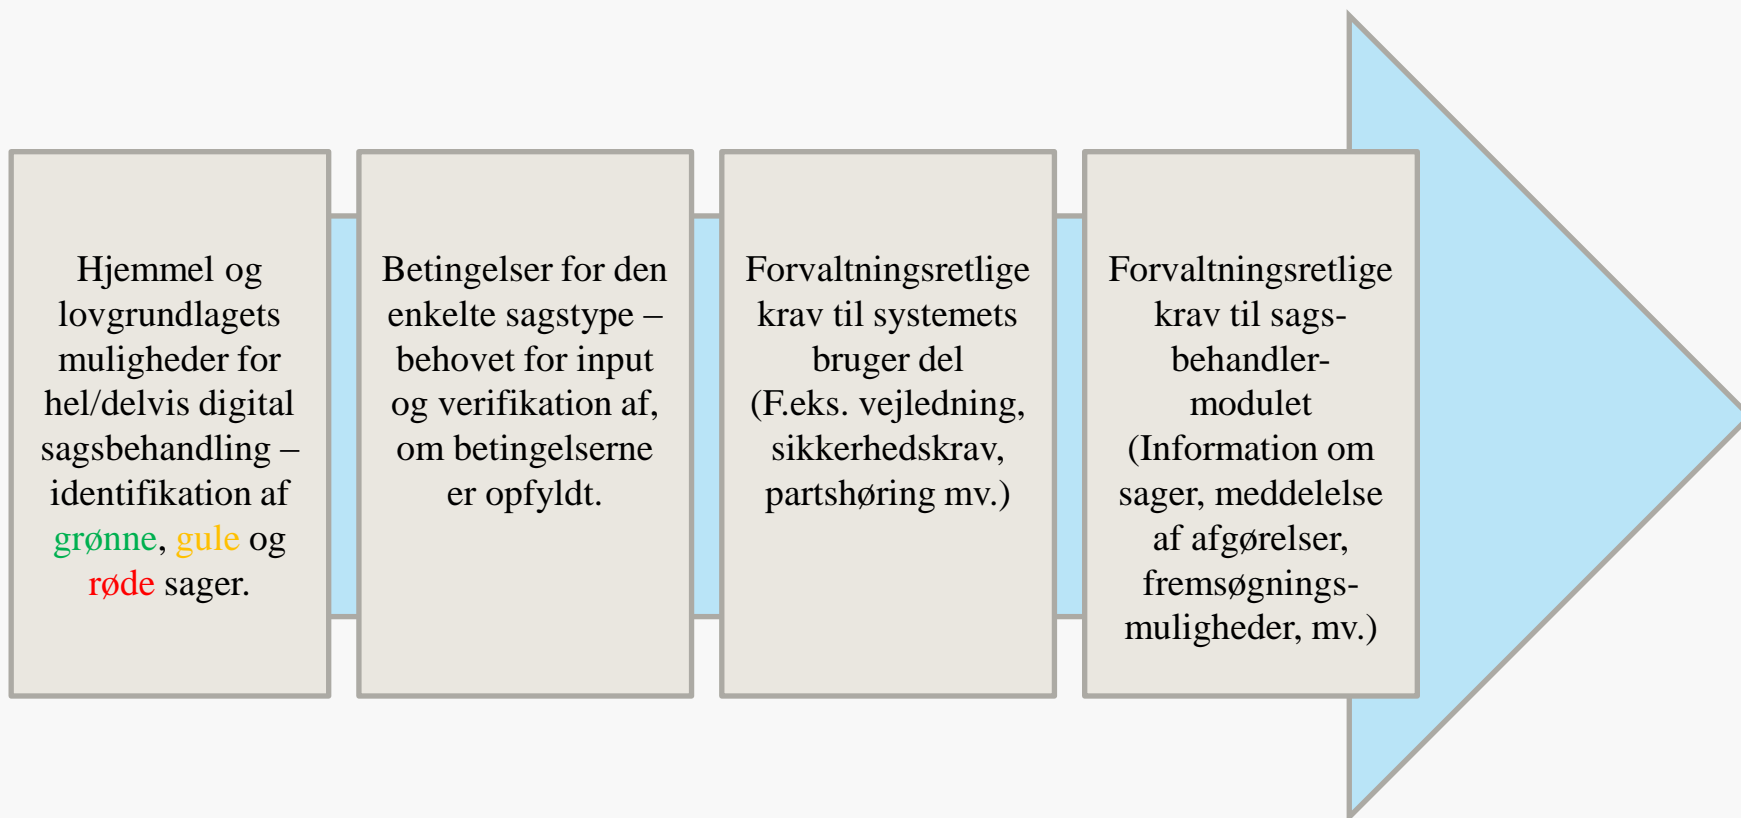 Hjemmel og
lovgrundlagets
muligheder for
hel/delvis digital
sagsbehandling –
identifikation af
grønne, gule og
røde sager.
Betingelser for den
enkelte sagstype –
behovet for input
og verifikation af,
om betingelserne
er opfyldt.
Forvaltningsretlige
krav til systemets
bruger del
(F.eks. vejledning,
sikkerhedskrav,
partshøring mv.)
Forvaltningsretlige
krav til sags-
behandler-
modulet
(Information om
sager, meddelelse
af afgørelser,
fremsøgnings-
muligheder, mv.)